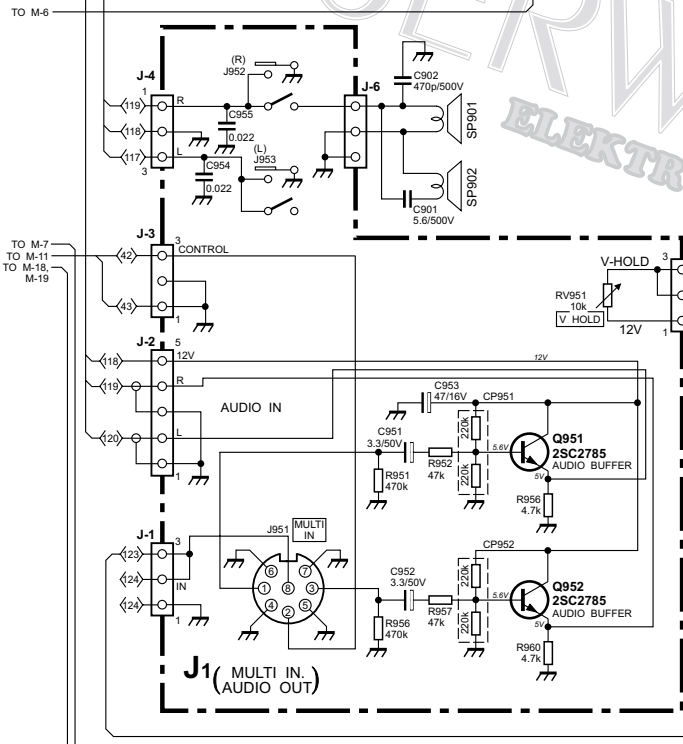 TO M-6
(R)
J952
C902
470p/500V
J-4
J-6
1
119
R
118
117
L
3
C955
0.022
(L)
J953
C954
0.022
SP901
SP902
C901
5.6/500V
ELEKTR
TO M-7
TO M-11
TO M-18,
M-19
J-3
3
42
CONTROL
43
1
V-HOLD
3
RV951
10k
V HOLD
12V
1
J-2
5
118
12V
12V
119
R
AUDIO IN
120
L
1
C953
47/16V
CP951
C951
3.3/50V
220k
5.6V
Q951
2SC2785
AUDIO BUFFER
R951
470k
R952
47k
220k
5V
R956
4.7k
J-1
3
123
124
IN
124
1
J951
MULTI
IN
6
7
1
8
3
4
2
5
CP952
C952
3.3/50V
220k
5.6V
Q952
2SC2785
AUDIO BUFFER
R956
470k
R957
47k
220k
5V
R960
4.7k
J1 ( MULTI IN.
AUDIO OUT )